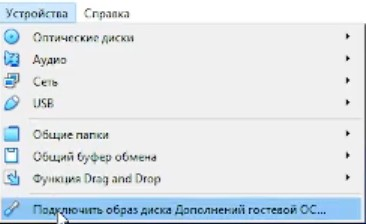 Устройства Справка
Оптические диски
Аудио
Сеть
USB
Общие папки
Общий буфер обмена
Функция Drag and Drop
Подключить образ диска Дополнений гостевой ОС...